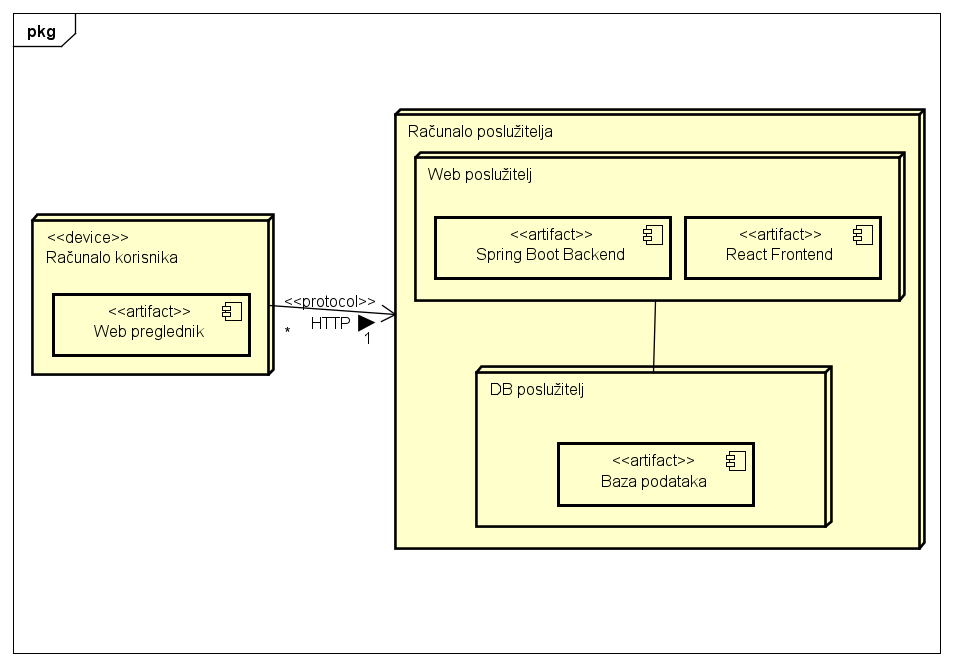 pkg
<<device>>
Računalo korisnika
<<artifact>>
Web preglednik
<<protocol>>
HTTP
*
1
Računalo poslužitelja
Web poslužitelj
<<artifact>>
Spring Boot Backend
<<artifact>>
React Frontend
DB poslužitelj
<<artifact>>
Baza podataka